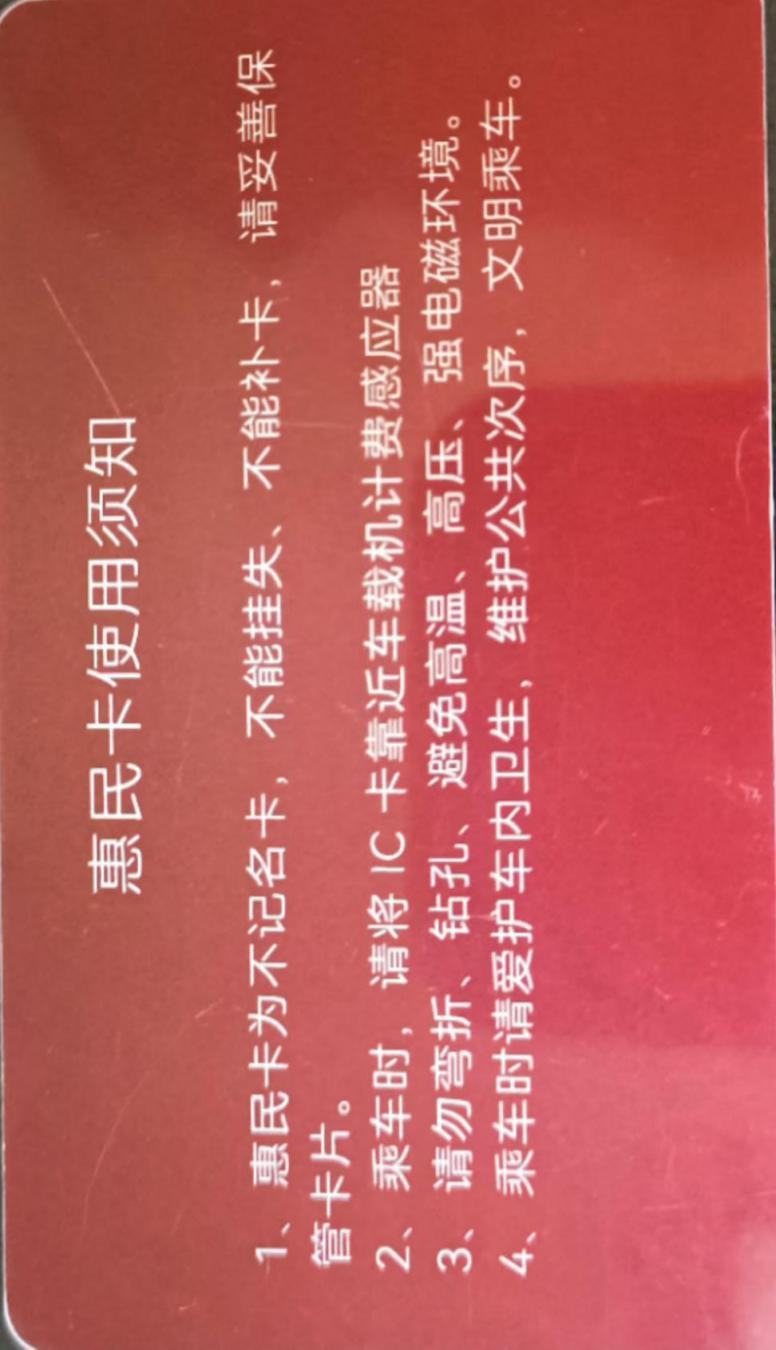 惠民卡使用须知
1、惠民卡为不记名卡，不能挂失、不能补卡，请妥善保
管卡片。
2、乘车时，请将 IC 卡靠近车载机计费感应器
3、请勿弯折、钻孔、避免高温、高压、强电磁环境。
4、乘车时请爱护车内卫生，维护公共次序，文明乘车。